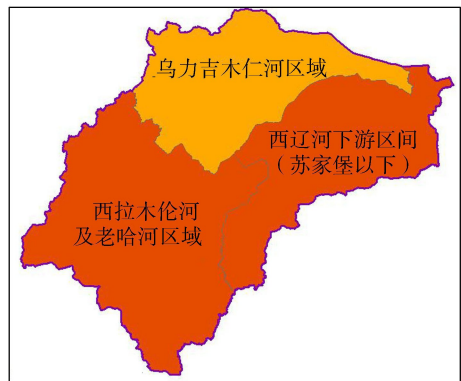 乌力吉木仁河区域
西辽河下游区间
（苏家堡以下）
西拉木伦河
及老哈河区域